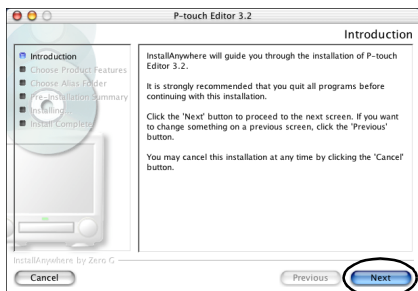 P-touch Editor 3.2
Introduction
Introduction
Choose Product Features
Choose Alias Folder
Pre-Installation Summary
Installing...
Install Complete
InstallAnywhere will guide you through the installation of P-touch
Editor 3.2.
It is strongly recommended that you quit all programs before
continuing with this installation.
Click the 'Next' button to proceed to the next screen. If you want
to change something on a previous screen, click the 'Previous'
button.
You may cancel this installation at any time by clicking the 'Cancel'
button.
InstallAnywhere by Zero G
Cancel
Previous
Next